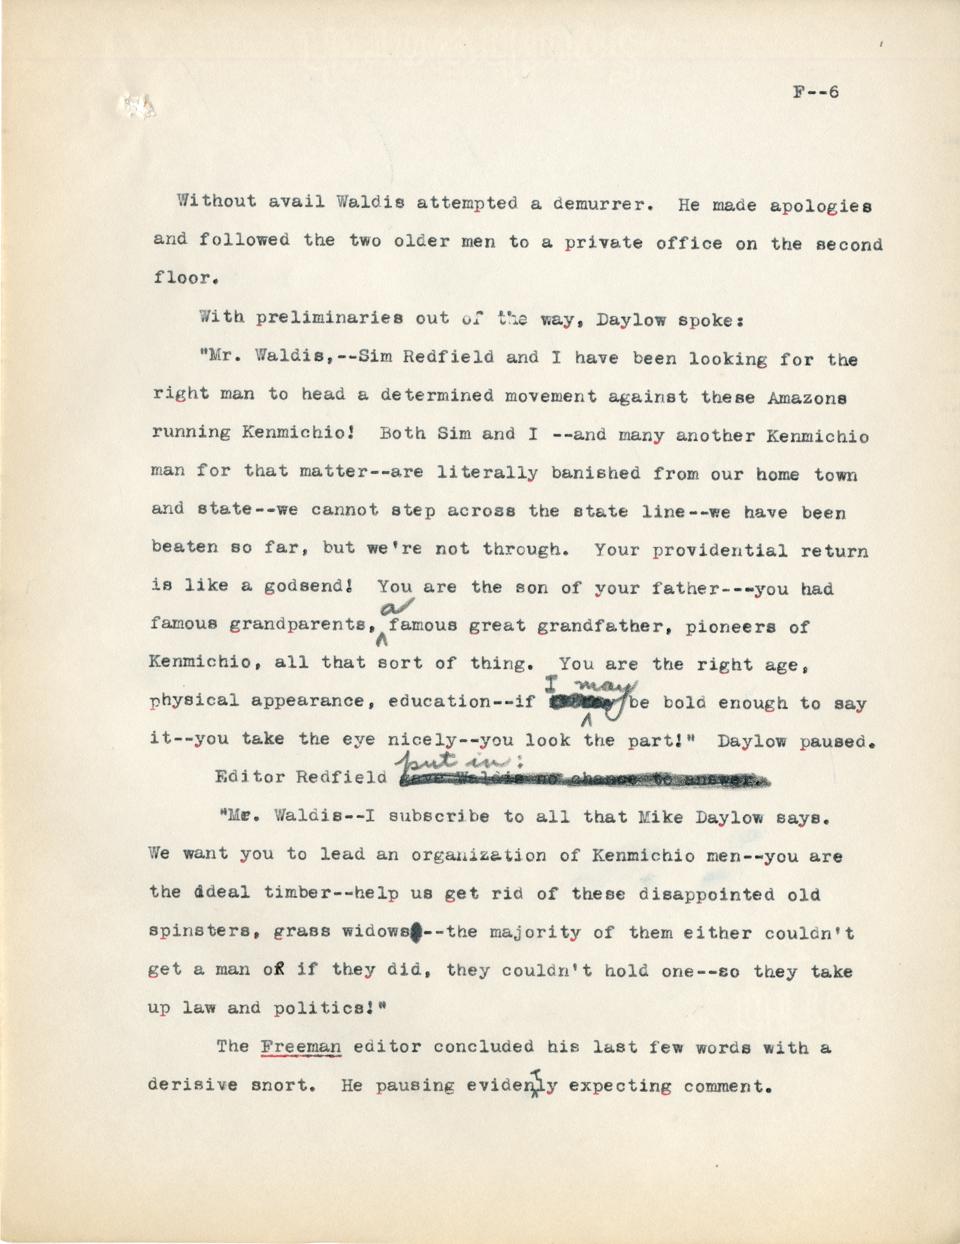 F--6
Without avail Waldis attempted a demurrer. He made apologies
and followed the two older men to a private office on the second
floor.
With preliminaries out of the way, Daylow spoke:
"Mr. Waldis,--Sim Redfield and I have been looking for the
right man to head a determined movement against these Amazons
running Kenmichio! Both Sim and I --and many another Kenmichio
man for that matter--are literally banished from our home town
and state--we cannot step across the state line--we have been
beaten so far, but we're not through. Your providential return
is like a godsend! You are the son of your father---you had
famous grandparents, a famous great grandfather, pioneers of
Kenmichio, all that sort of thing. You are the right age,
physical appearance, education--if I may be bold enough to say
it--you take the eye nicely--you look the part!" Daylow paused.
Editor Redfield put in: gave Waldis no chance to answer.
"Mr. Waldis--I subscribe to all that Mike Daylow says.
We want you to lead an organization of Kenmichio men--you are
the ideal timber--help us get rid of these disappointed old
spinsters, grass widows--the majority of them either couldn't
get a man oR if they did, they couldn't hold one--so they take
up law and politics!"
The Freeman editor concluded his last few words with a
derisive snort. He pausing evidently expecting comment.